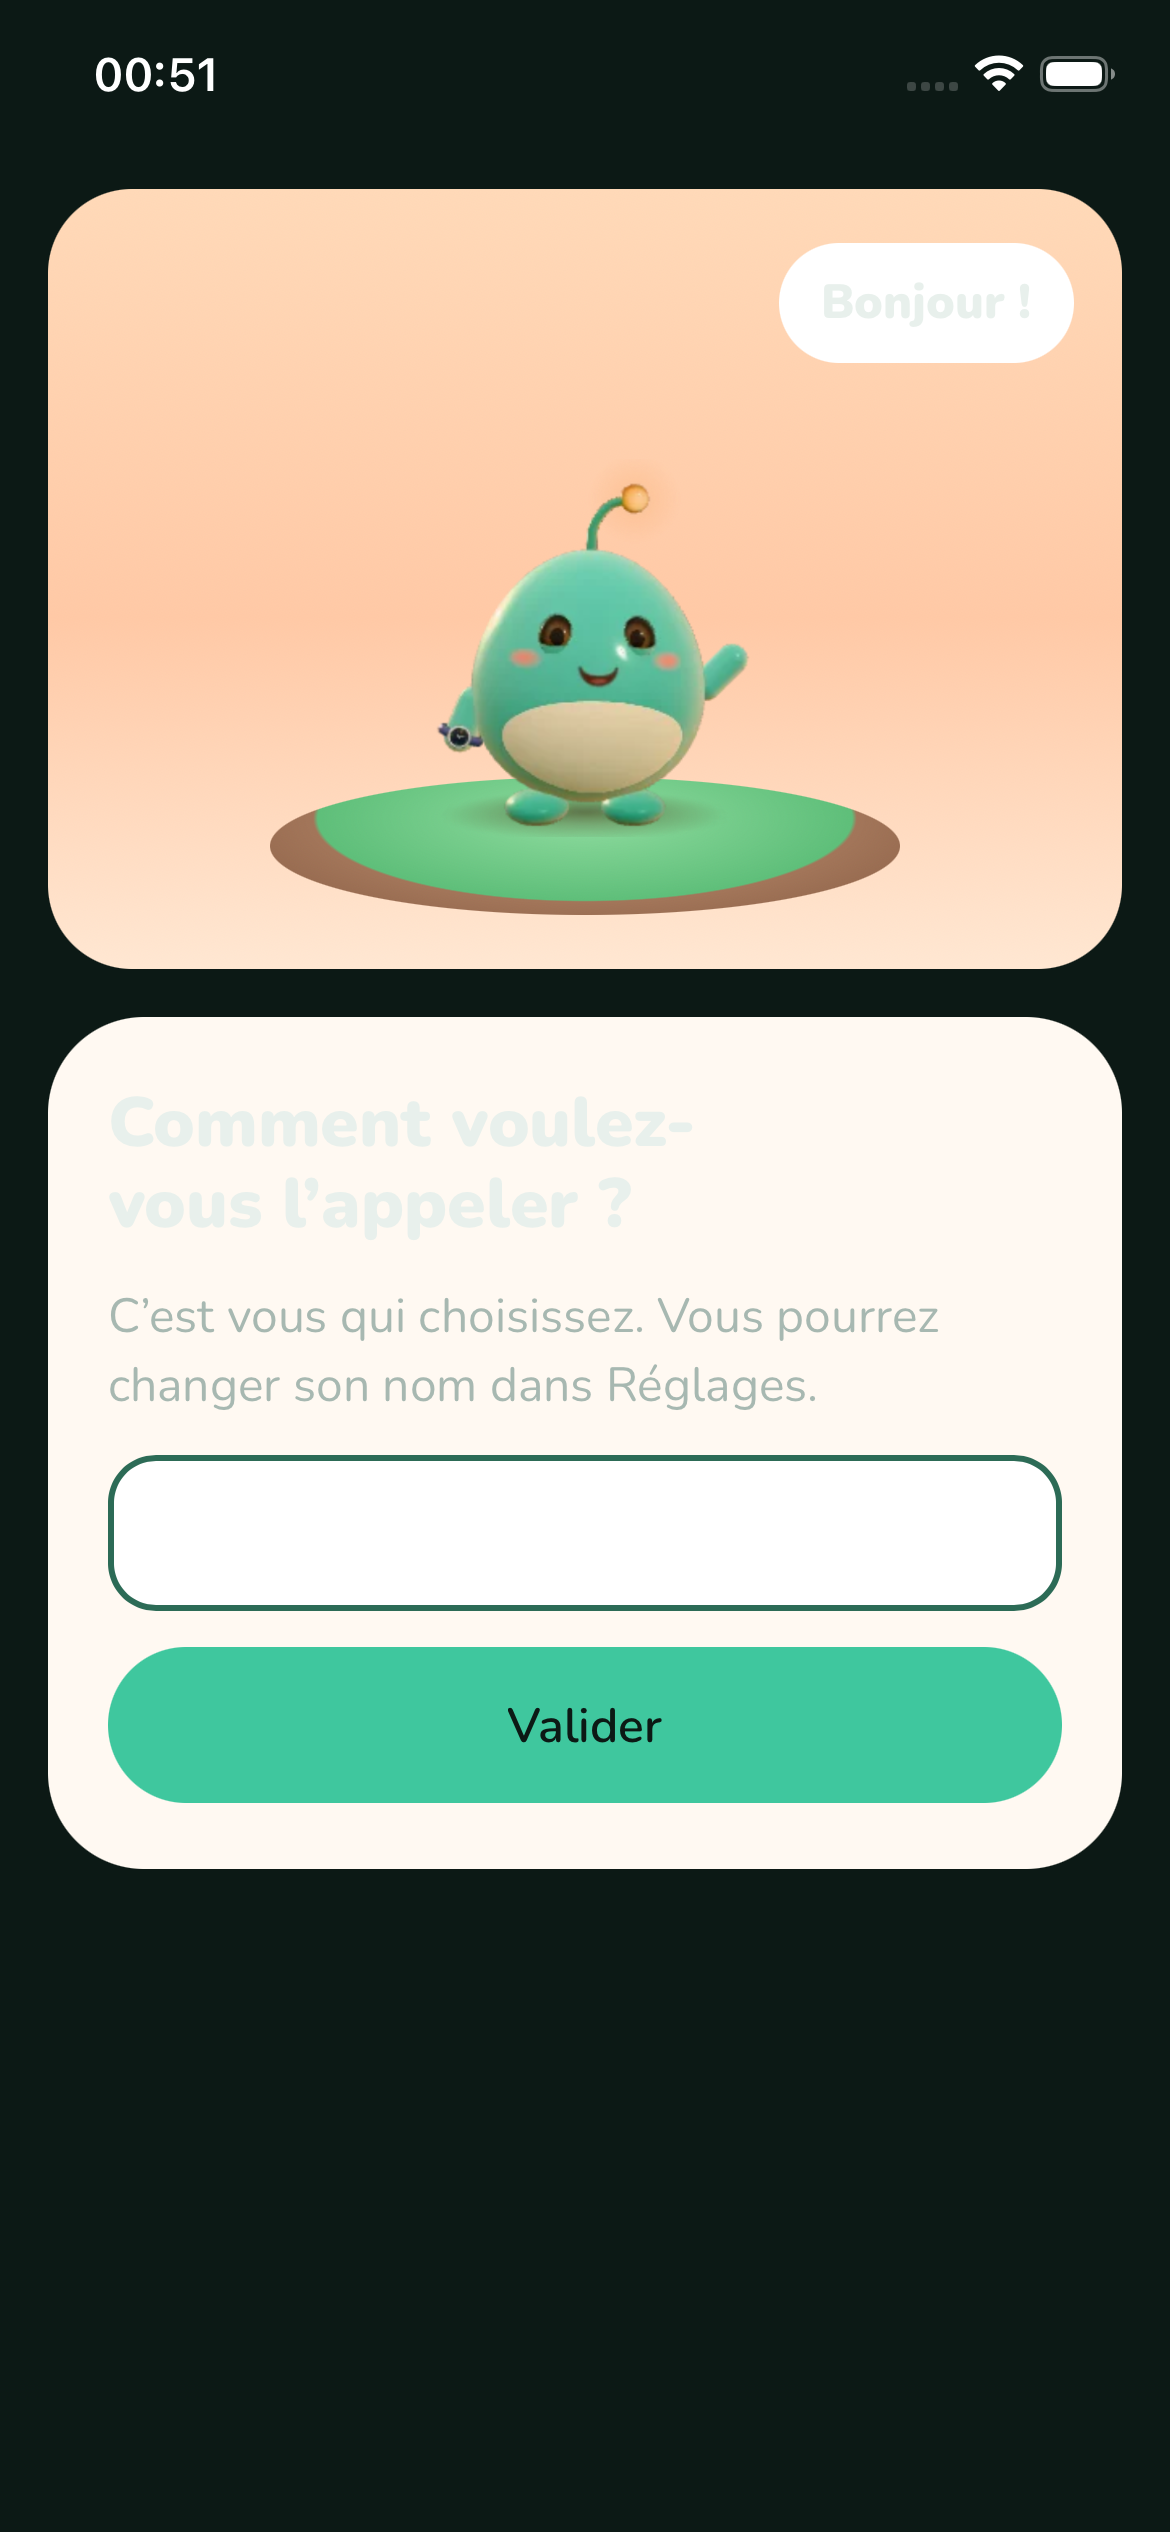 00:51
Bonjour !
Comment voulez-
vous l’appeler ?
C’est vous qui choisissez. Vous pourrez
changer son nom dans Réglages.
Valider